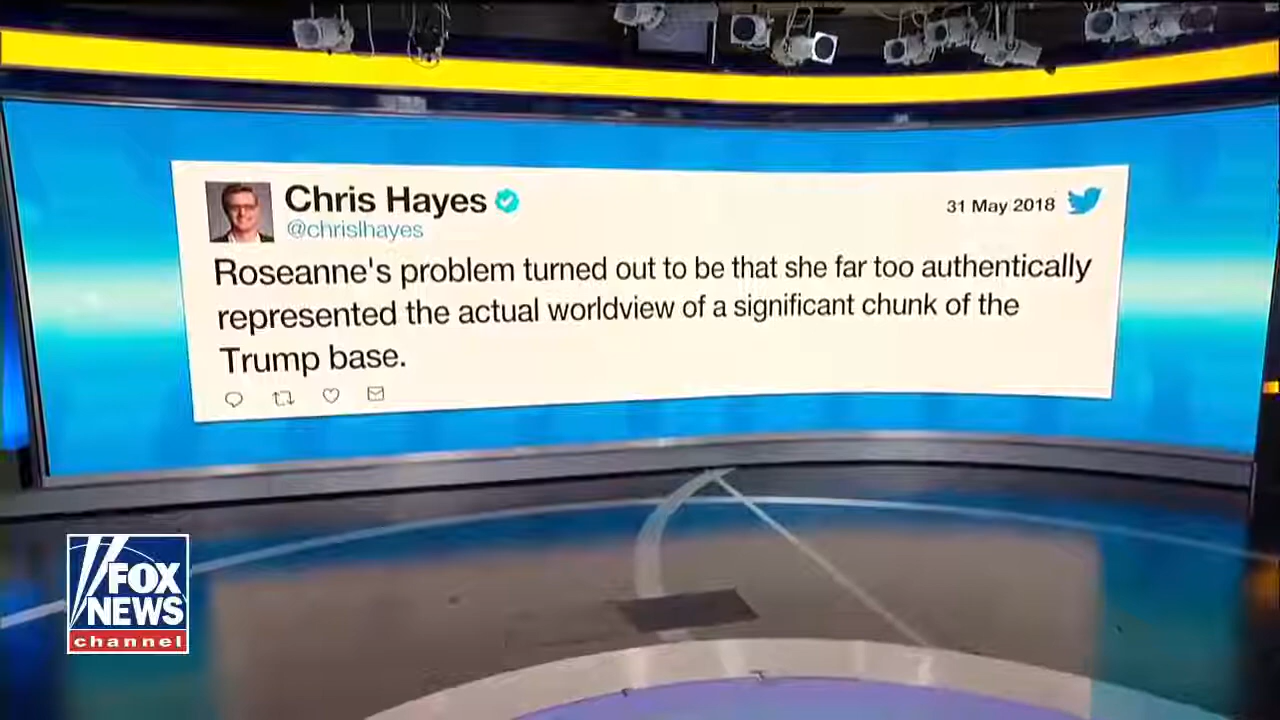 Chris Hayes
@chrislhayes
31 May 2018
Roseanne's problem turned out to be that she far too authentically
represented the actual worldview of a significant chunk of the
Trump base.
FOX
NEWS
channel